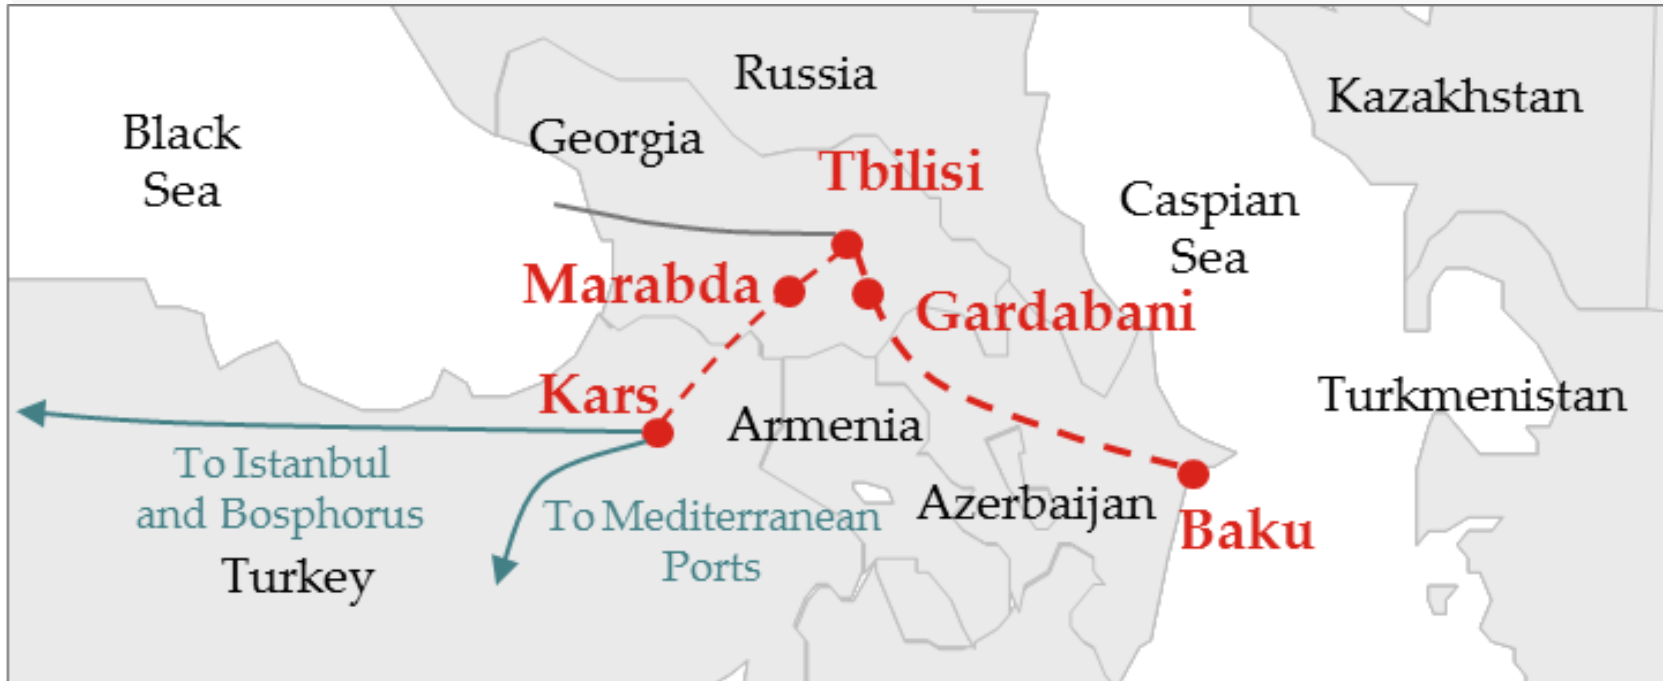 Russia
Kazakhstan
Black
Sea
Georgia
Tbilisi
Caspian
Sea
Marabda
Gardabani
Kars
Armenia
Turkmenistan
To Istanbul
and Bosphorus
Turkey
To Mediterranean
Ports
Azerbaijan
Baku